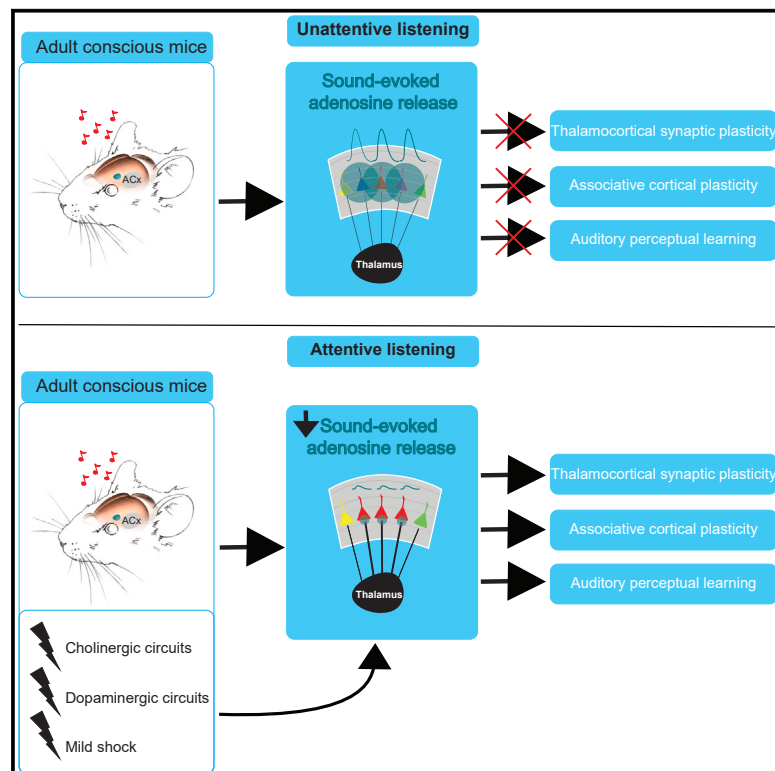 Unattentive listening
Adult conscious mice
ACx
Sound-evoked
adenosine release
Thalamus
Thalamocortical synaptic plasticity
Associative cortical plasticity
Auditory perceptual learning
Attentive listening
Adult conscious mice
ACx
Sound-evoked
adenosine release
Thalamus
Thalamocortical synaptic plasticity
Associative cortical plasticity
Auditory perceptual learning
Cholinergic circuits
Dopaminergic circuits
Mild shock